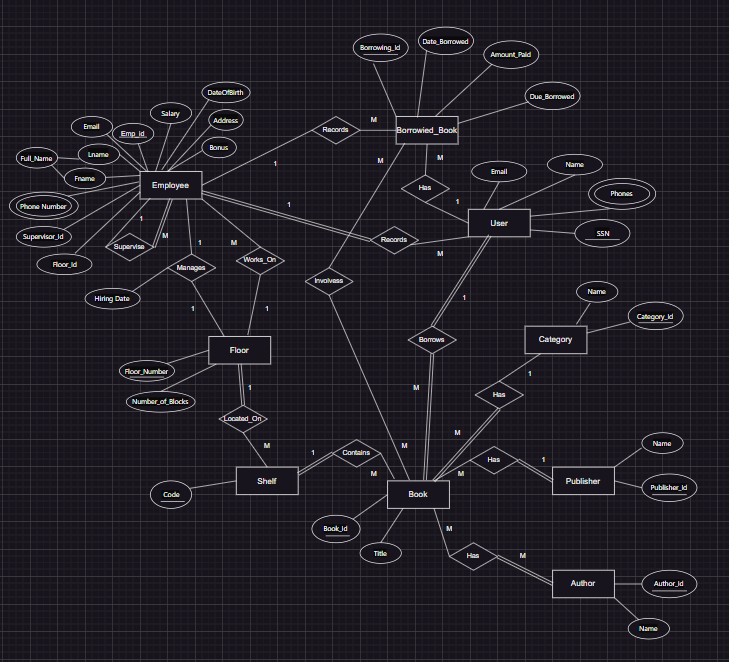 Borrowing_Id
Date_Borrowed
Amount_Paid
Due_Borrowed
DateOfBirth
Salary
Address
Email
Emp_id
Bonus
Full_Name
Lname
Fname
Employee
Phone Number
Supervisor_Id
Floor_Id
Supervise
1
M
Records
1
M
Borrowied_Book
M
M
Has
1
Email
Name
Phones
SSN
User
1
Records
M
1
Manages
1
Hiring Date
M
Works_On
1
Involvess
M
1
Borrows
M
Name
Category_Id
Category
1
Has
M
Floor
Floor_Number
Number_of_Blocks
1
Located_On
M
Shelf
Code
1
Contains
M
Book
Book_Id
Title
M
Has
1
Publisher
Name
Publisher_Id
M
Has
M
Author
Author_Id
Name